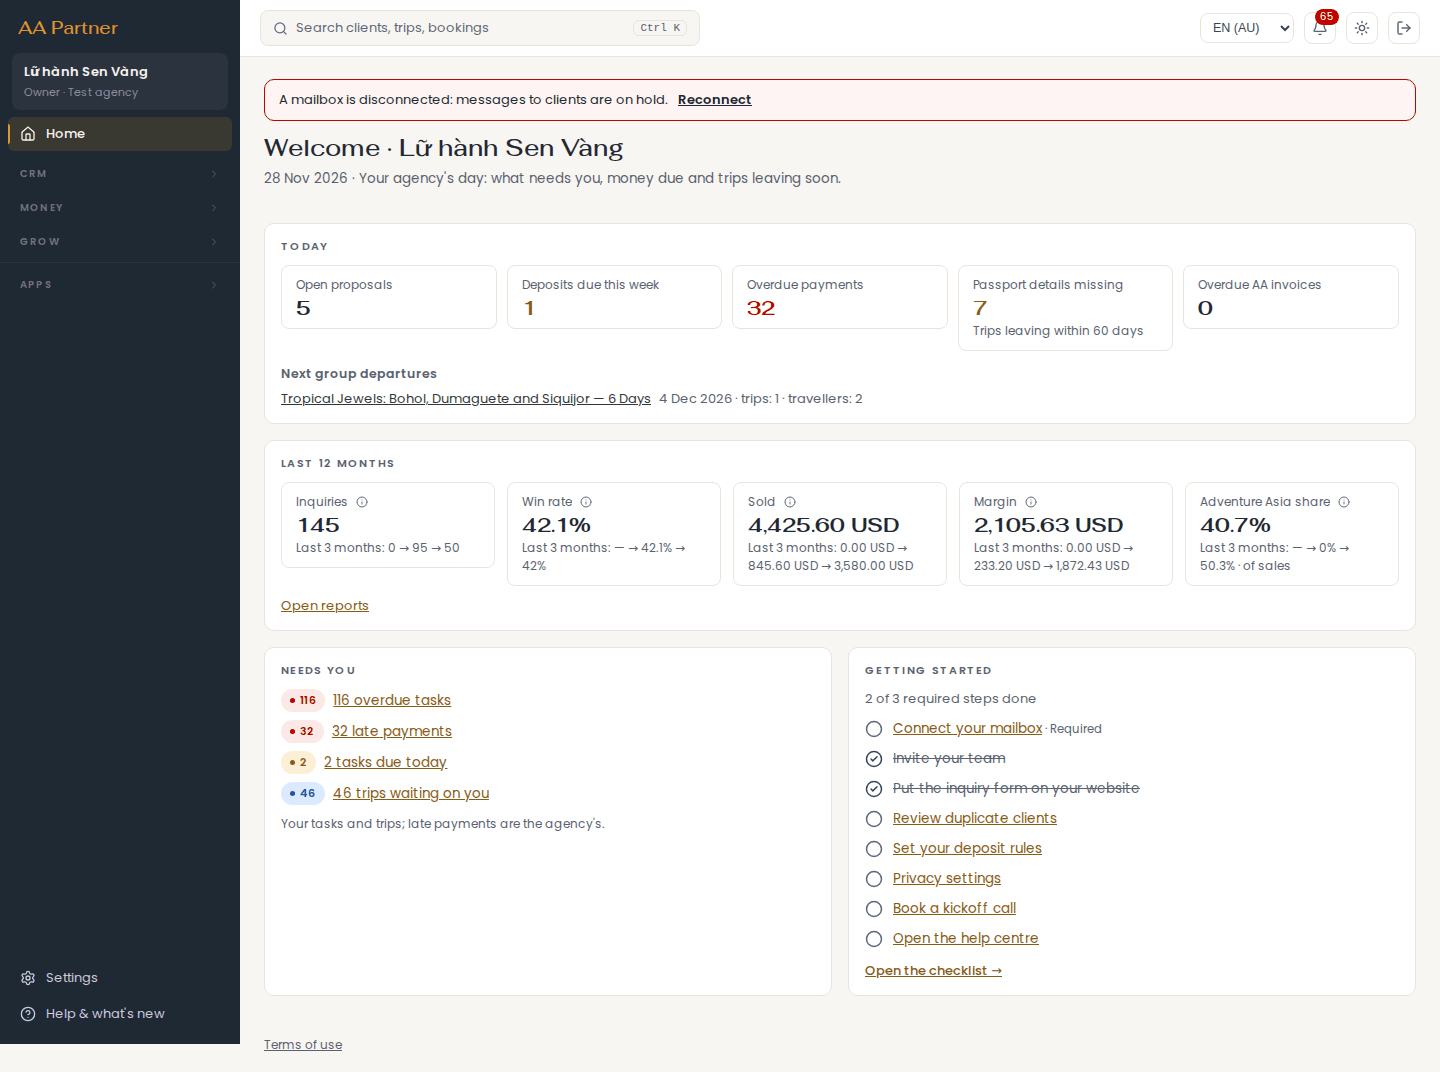 AA Partner
Lữ hành Sen Vàng
Owner · Test agency
Home
CRM
MONEY
GROW
APPS
Settings
Help & what's new
Search clients, trips, bookings
Ctrl K
EN (AU)
65
A mailbox is disconnected: messages to clients are on hold. Reconnect
Welcome · Lữ hành Sen Vàng
28 Nov 2026 · Your agency's day: what needs you, money due and trips leaving soon.
TODAY
Open proposals
5
Deposits due this week
1
Overdue payments
32
Passport details missing
7
Trips leaving within 60 days
Overdue AA invoices
0
Next group departures
Tropical Jewels: Bohol, Dumaguete and Siquijor — 6 Days 4 Dec 2026 · trips: 1 · travellers: 2
LAST 12 MONTHS
Inquiries
145
Last 3 months: 0 → 95 → 50
Win rate
42.1%
Last 3 months: — → 42.1% →
42%
Sold
4,425.60 USD
Last 3 months: 0.00 USD →
845.60 USD → 3,580.00 USD
Margin
2,105.63 USD
Last 3 months: 0.00 USD →
233.20 USD → 1,872.43 USD
Adventure Asia share
40.7%
Last 3 months: — → 0% →
50.3% · of sales
Open reports
NEEDS YOU
116 116 overdue tasks
32 32 late payments
2 2 tasks due today
46 46 trips waiting on you
Your tasks and trips; late payments are the agency's.
GETTING STARTED
2 of 3 required steps done
Connect your mailbox · Required
Invite your team
Put the inquiry form on your website
Review duplicate clients
Set your deposit rules
Privacy settings
Book a kickoff call
Open the help centre
Open the checklist →
Terms of use